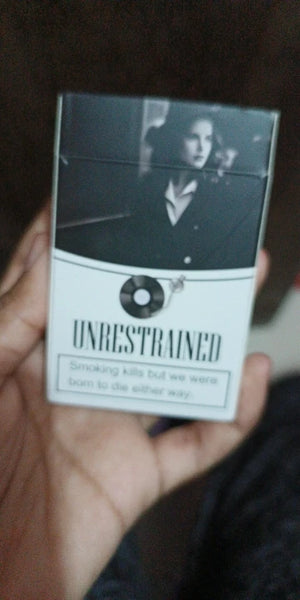 UNRESTRAINED
Smoking kills but we were
born to die either way.